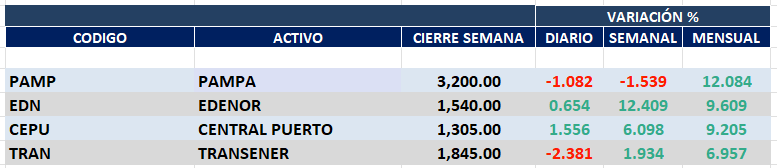 VARIACIÓN %
CODIGO ACTIVO CIERRE SEMANA DIARIO SEMANAL MENSUAL
PAMP PAMPA 3,200.00 -1.082 -1.539 12.084
EDN EDENOR 1,540.00 0.654 12.409 9.609
CEPU CENTRAL PUERTO 1,305.00 1.556 6.098 9.205
TRAN TRANSENER 1,845.00 -2.381 1.934 6.957